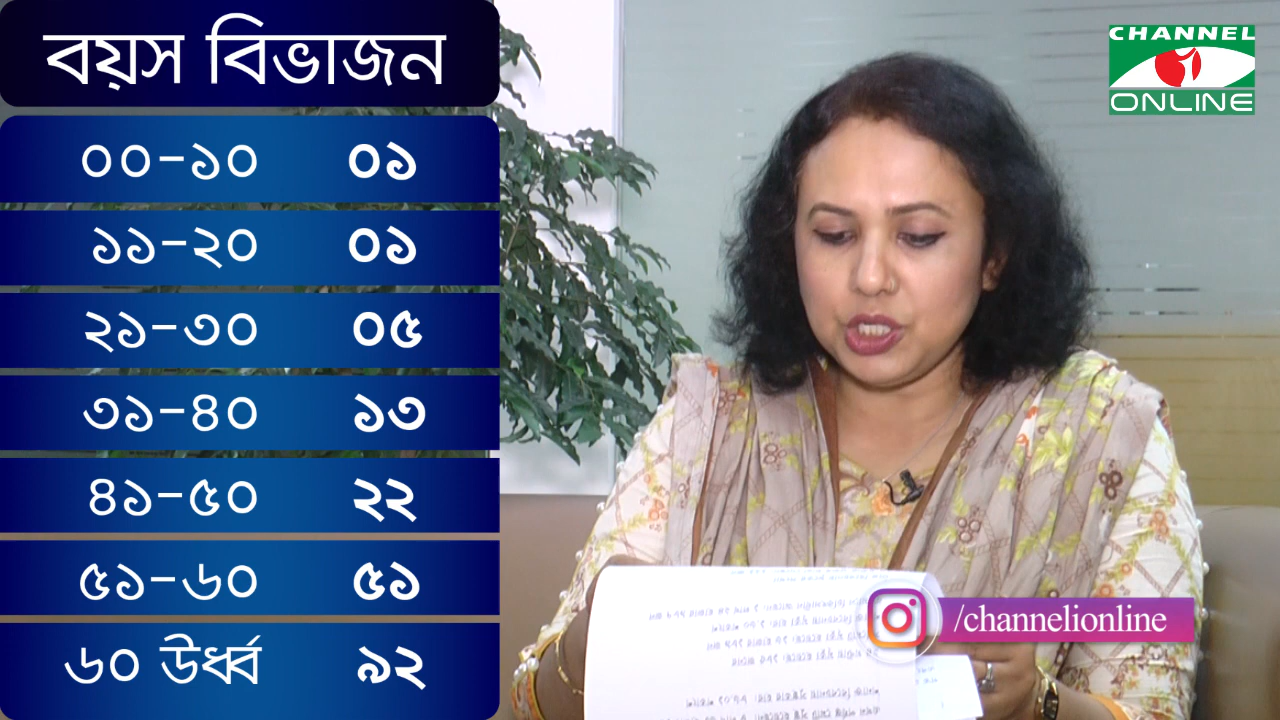 বয়স বিভাজন
০০-১০ ০১
১১-২০ ০১
২১-৩০ ০৫
৩১-৪০ ১৩
৪১-৫০ ২২
৫১-৬০ ৫১
৬০ উর্ধ্ব ৯২
CHANNEL
i
ONLINE
/channelionline